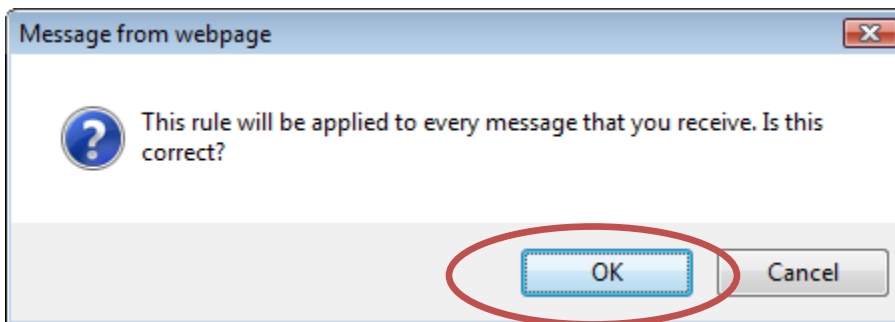 Message from webpage
This rule will be applied to every message that you receive. Is this
correct?
OK
Cancel